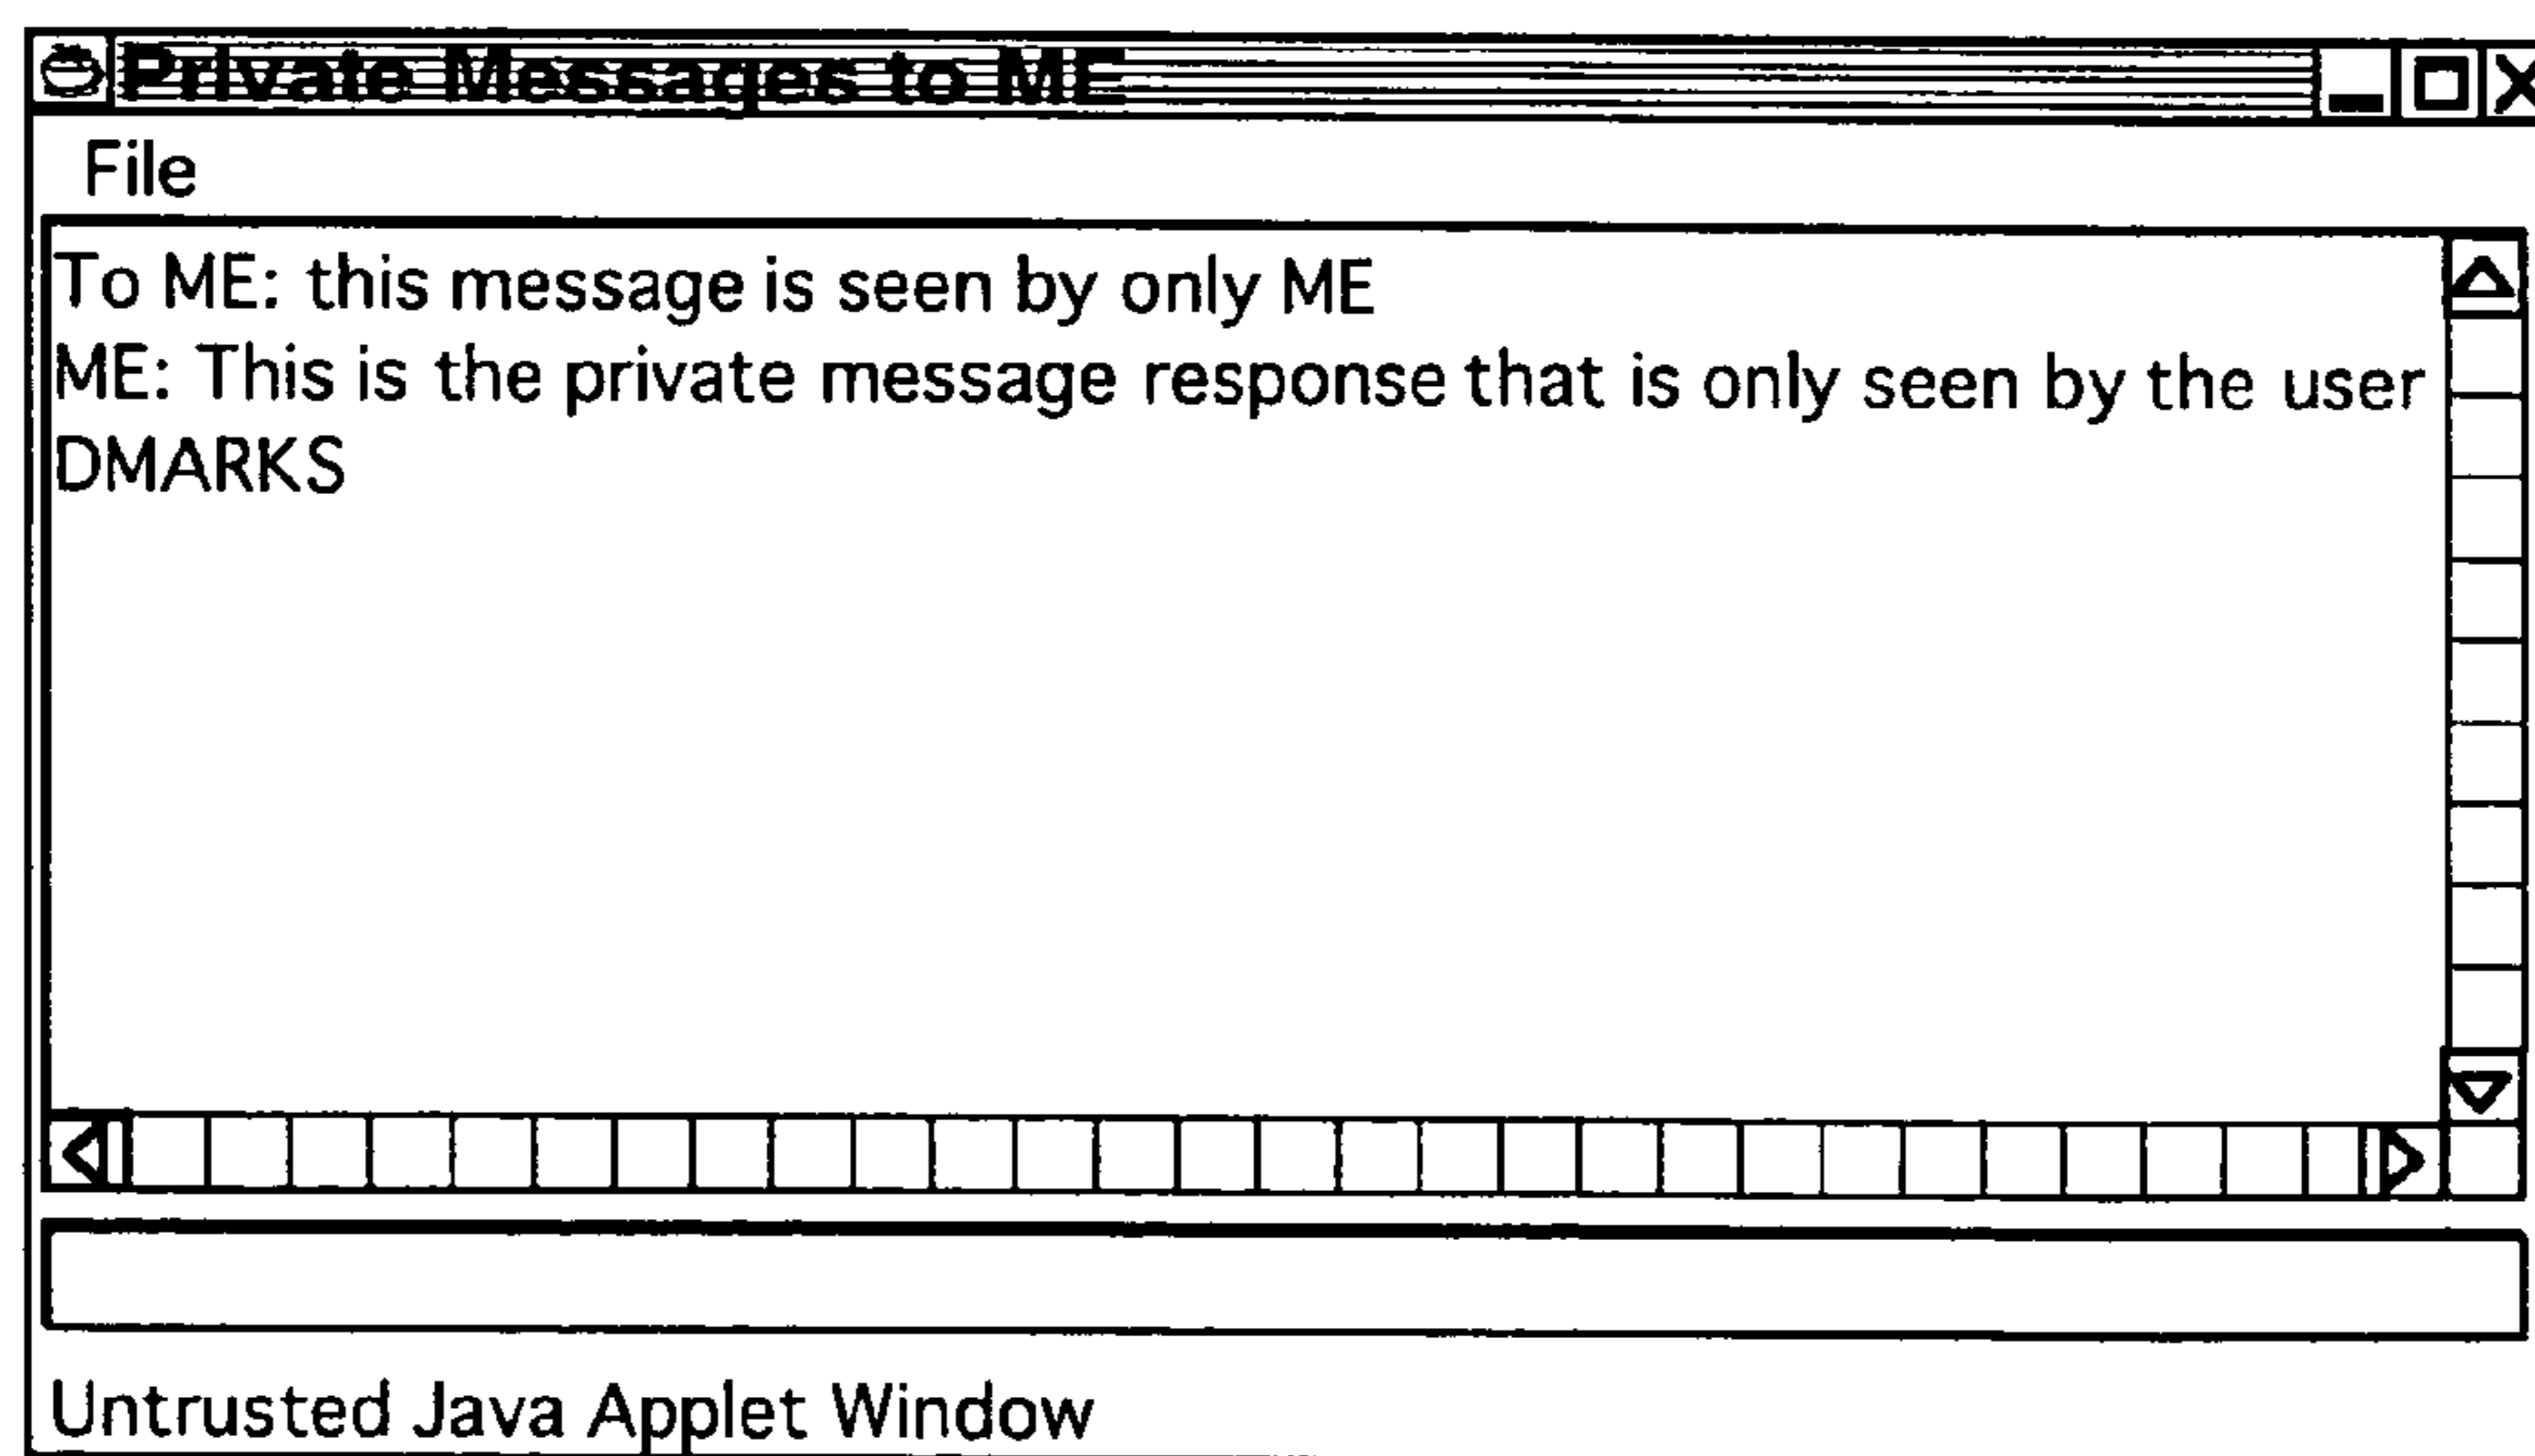 Private Messages to ME
File
To ME: this message is seen by only ME
ME: This is the private message response that is only seen by the user
DMARKS
Untrusted Java Applet Window